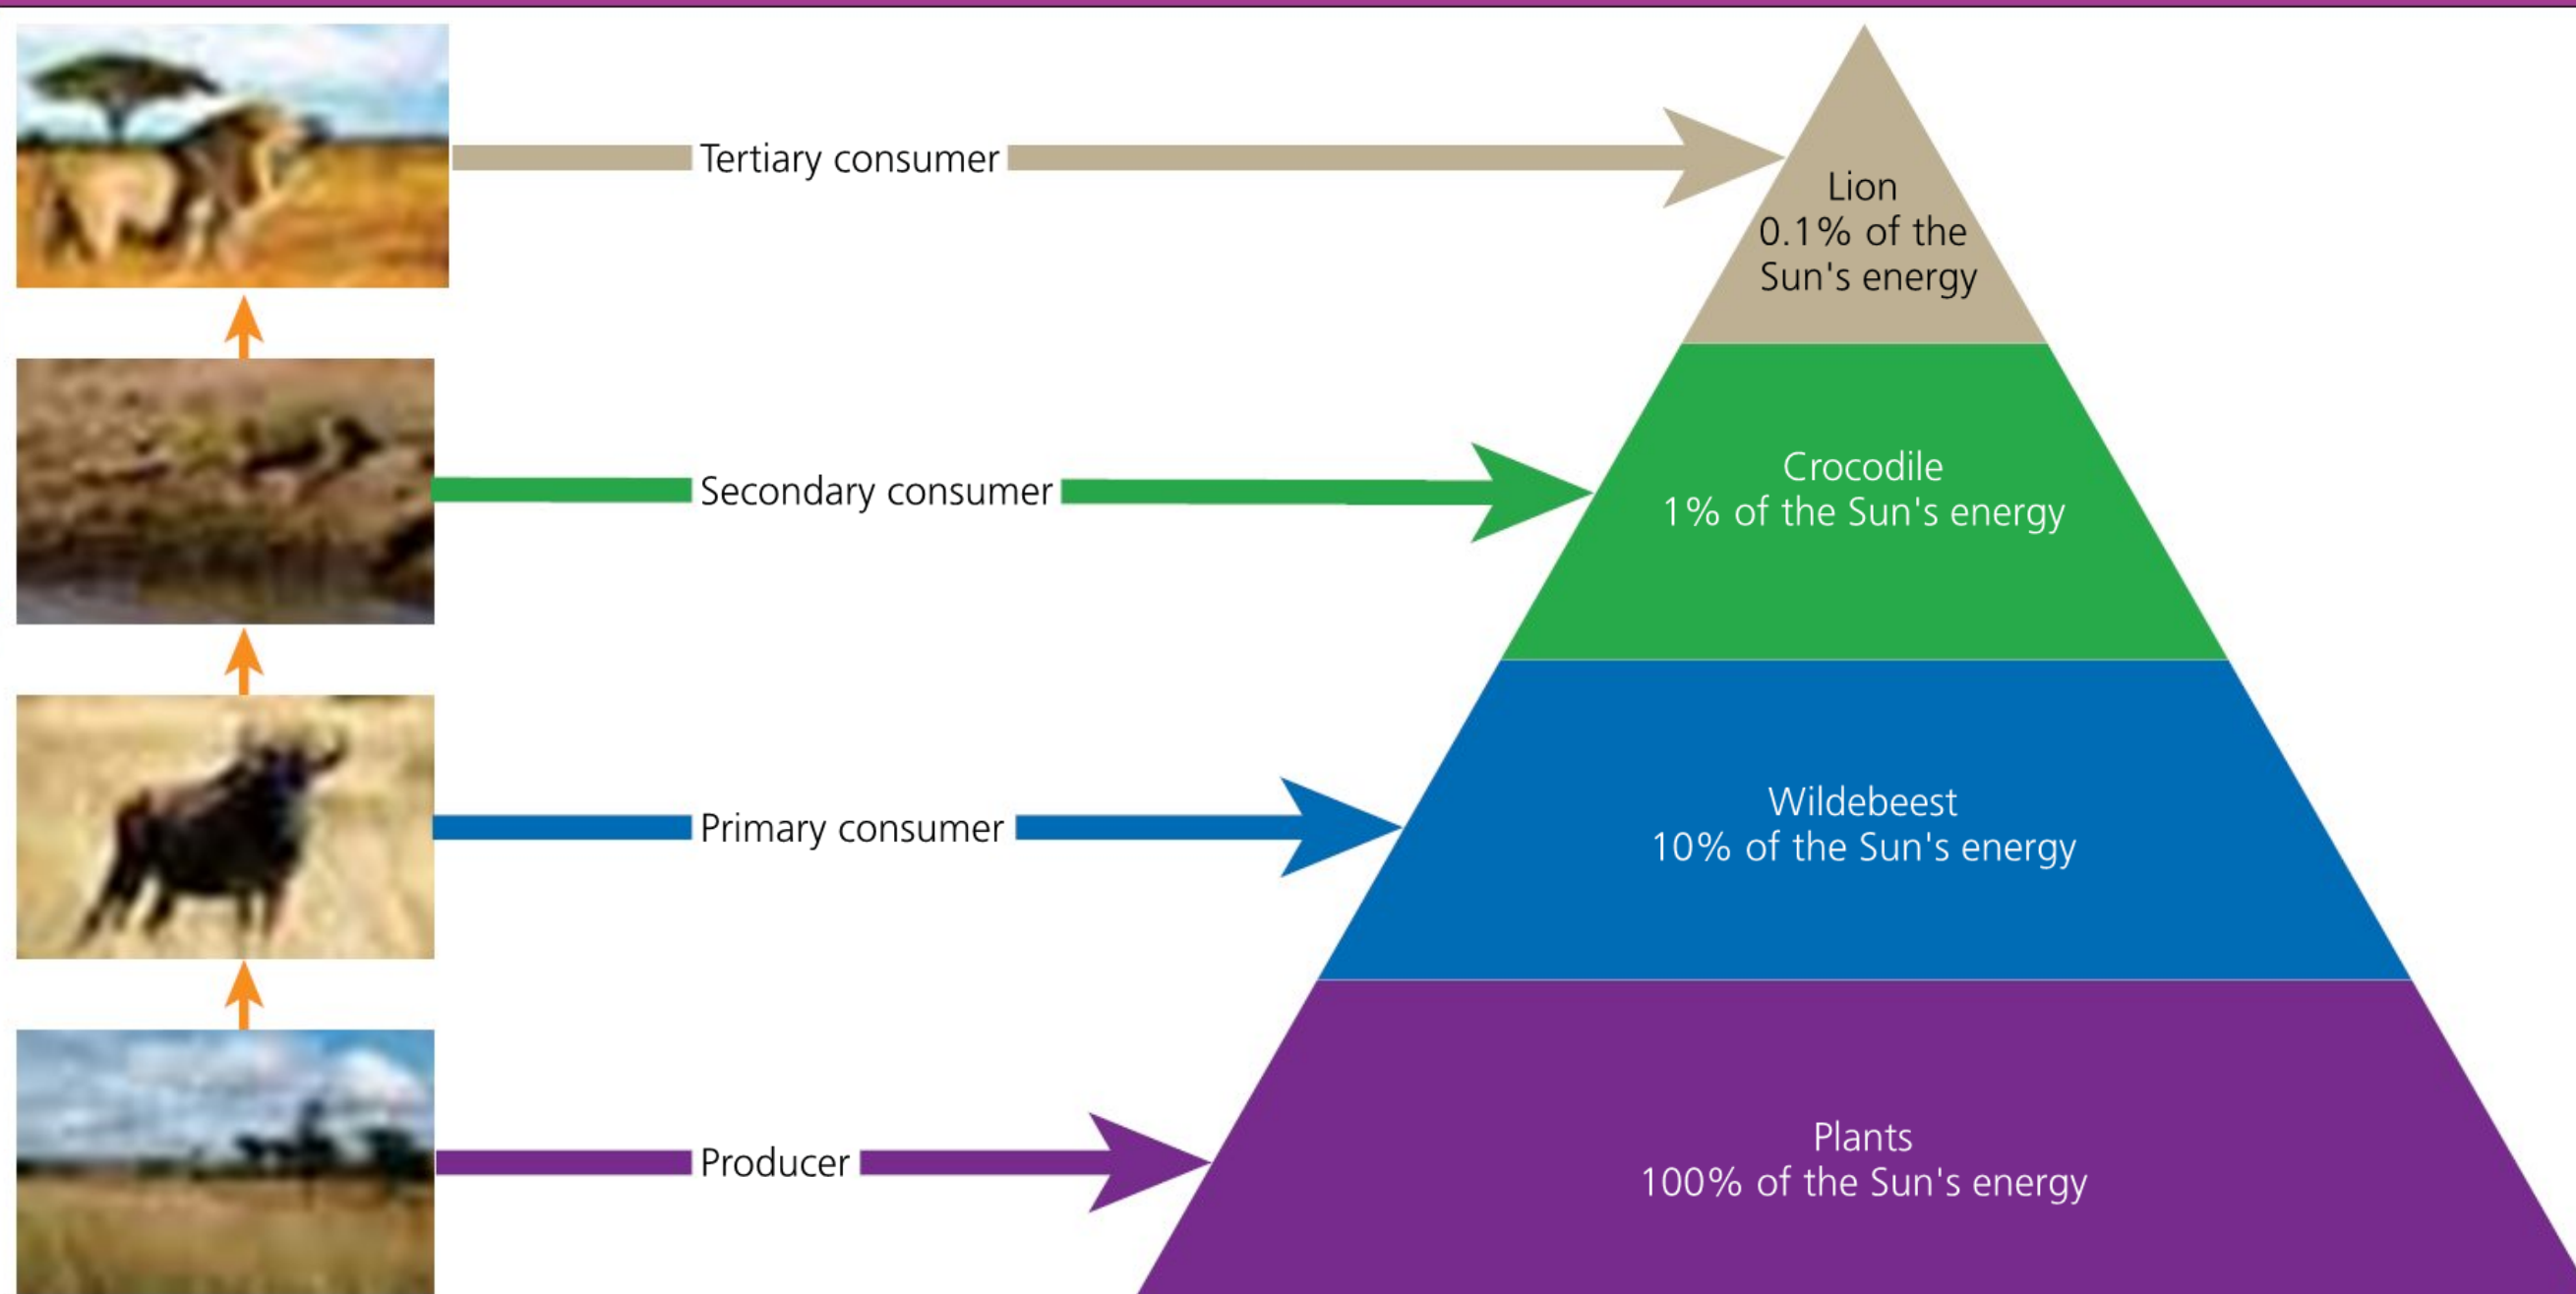 Tertiary consumer
Lion
0.1% of the
Sun's energy
Secondary consumer
Crocodile
1% of the Sun's energy
Primary consumer
Wildebeest
10% of the Sun's energy
Producer
Plants
100% of the Sun's energy